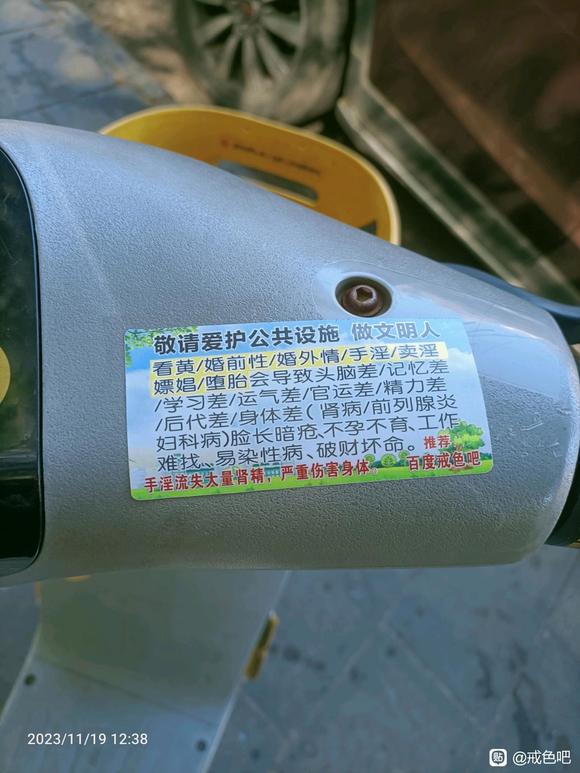 敬请爱护公共设施 做文明人
看黄/婚前性/婚外情/手淫/卖淫
嫖娼/堕胎会导致头脑差/记忆差
/学习差/运气差/官运差/精力差
/后代差/身体差(肾病/前列腺炎
妇科病)脸长暗疮、不孕不育、工作
难找、易染性病、破财坏命。推荐
手淫流失大量肾精，严重伤害身体。 百度戒色吧
2023/11/19 12:38
贴 @戒色吧